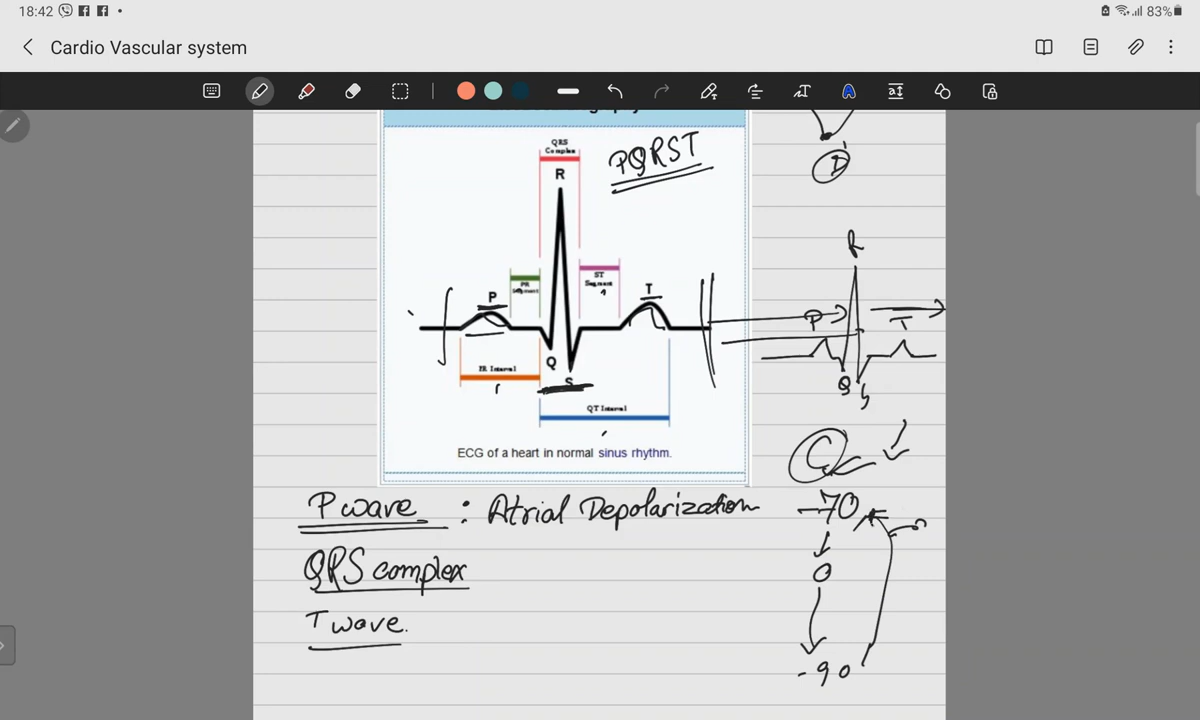 18:42
83%
Cardio Vascular system
QRS
Complex
PQRST
R
PR
Segment
ST
Segment
P
T
Q
S
PR Interval
QT Interval
ECG of a heart in normal sinus rhythm.
D
R
P
T
Q
S
P wave : Atrial Depolarization
QRS complex
T wave.
-70
0
-90